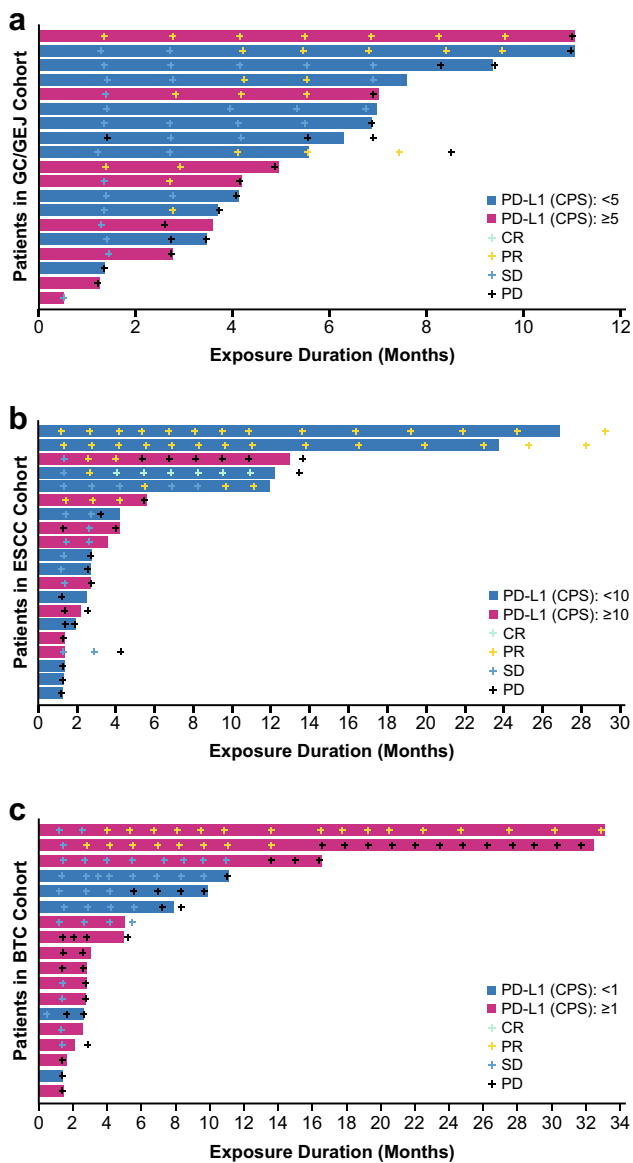 a
Patients in GC/GEJ Cohort
PD-L1 (CPS): <5
PD-L1 (CPS): ≥5
CR
PR
SD
PD
0 2 4 6 8 10 12
Exposure Duration (Months)
b
Patients in ESCC Cohort
PD-L1 (CPS): <10
PD-L1 (CPS): ≥10
CR
PR
SD
PD
0 2 4 6 8 10 12 14 16 18 20 22 24 26 28 30
Exposure Duration (Months)
c
Patients in BTC Cohort
PD-L1 (CPS): <1
PD-L1 (CPS): ≥1
CR
PR
SD
PD
0 2 4 6 8 10 12 14 16 18 20 22 24 26 28 30 32 34
Exposure Duration (Months)